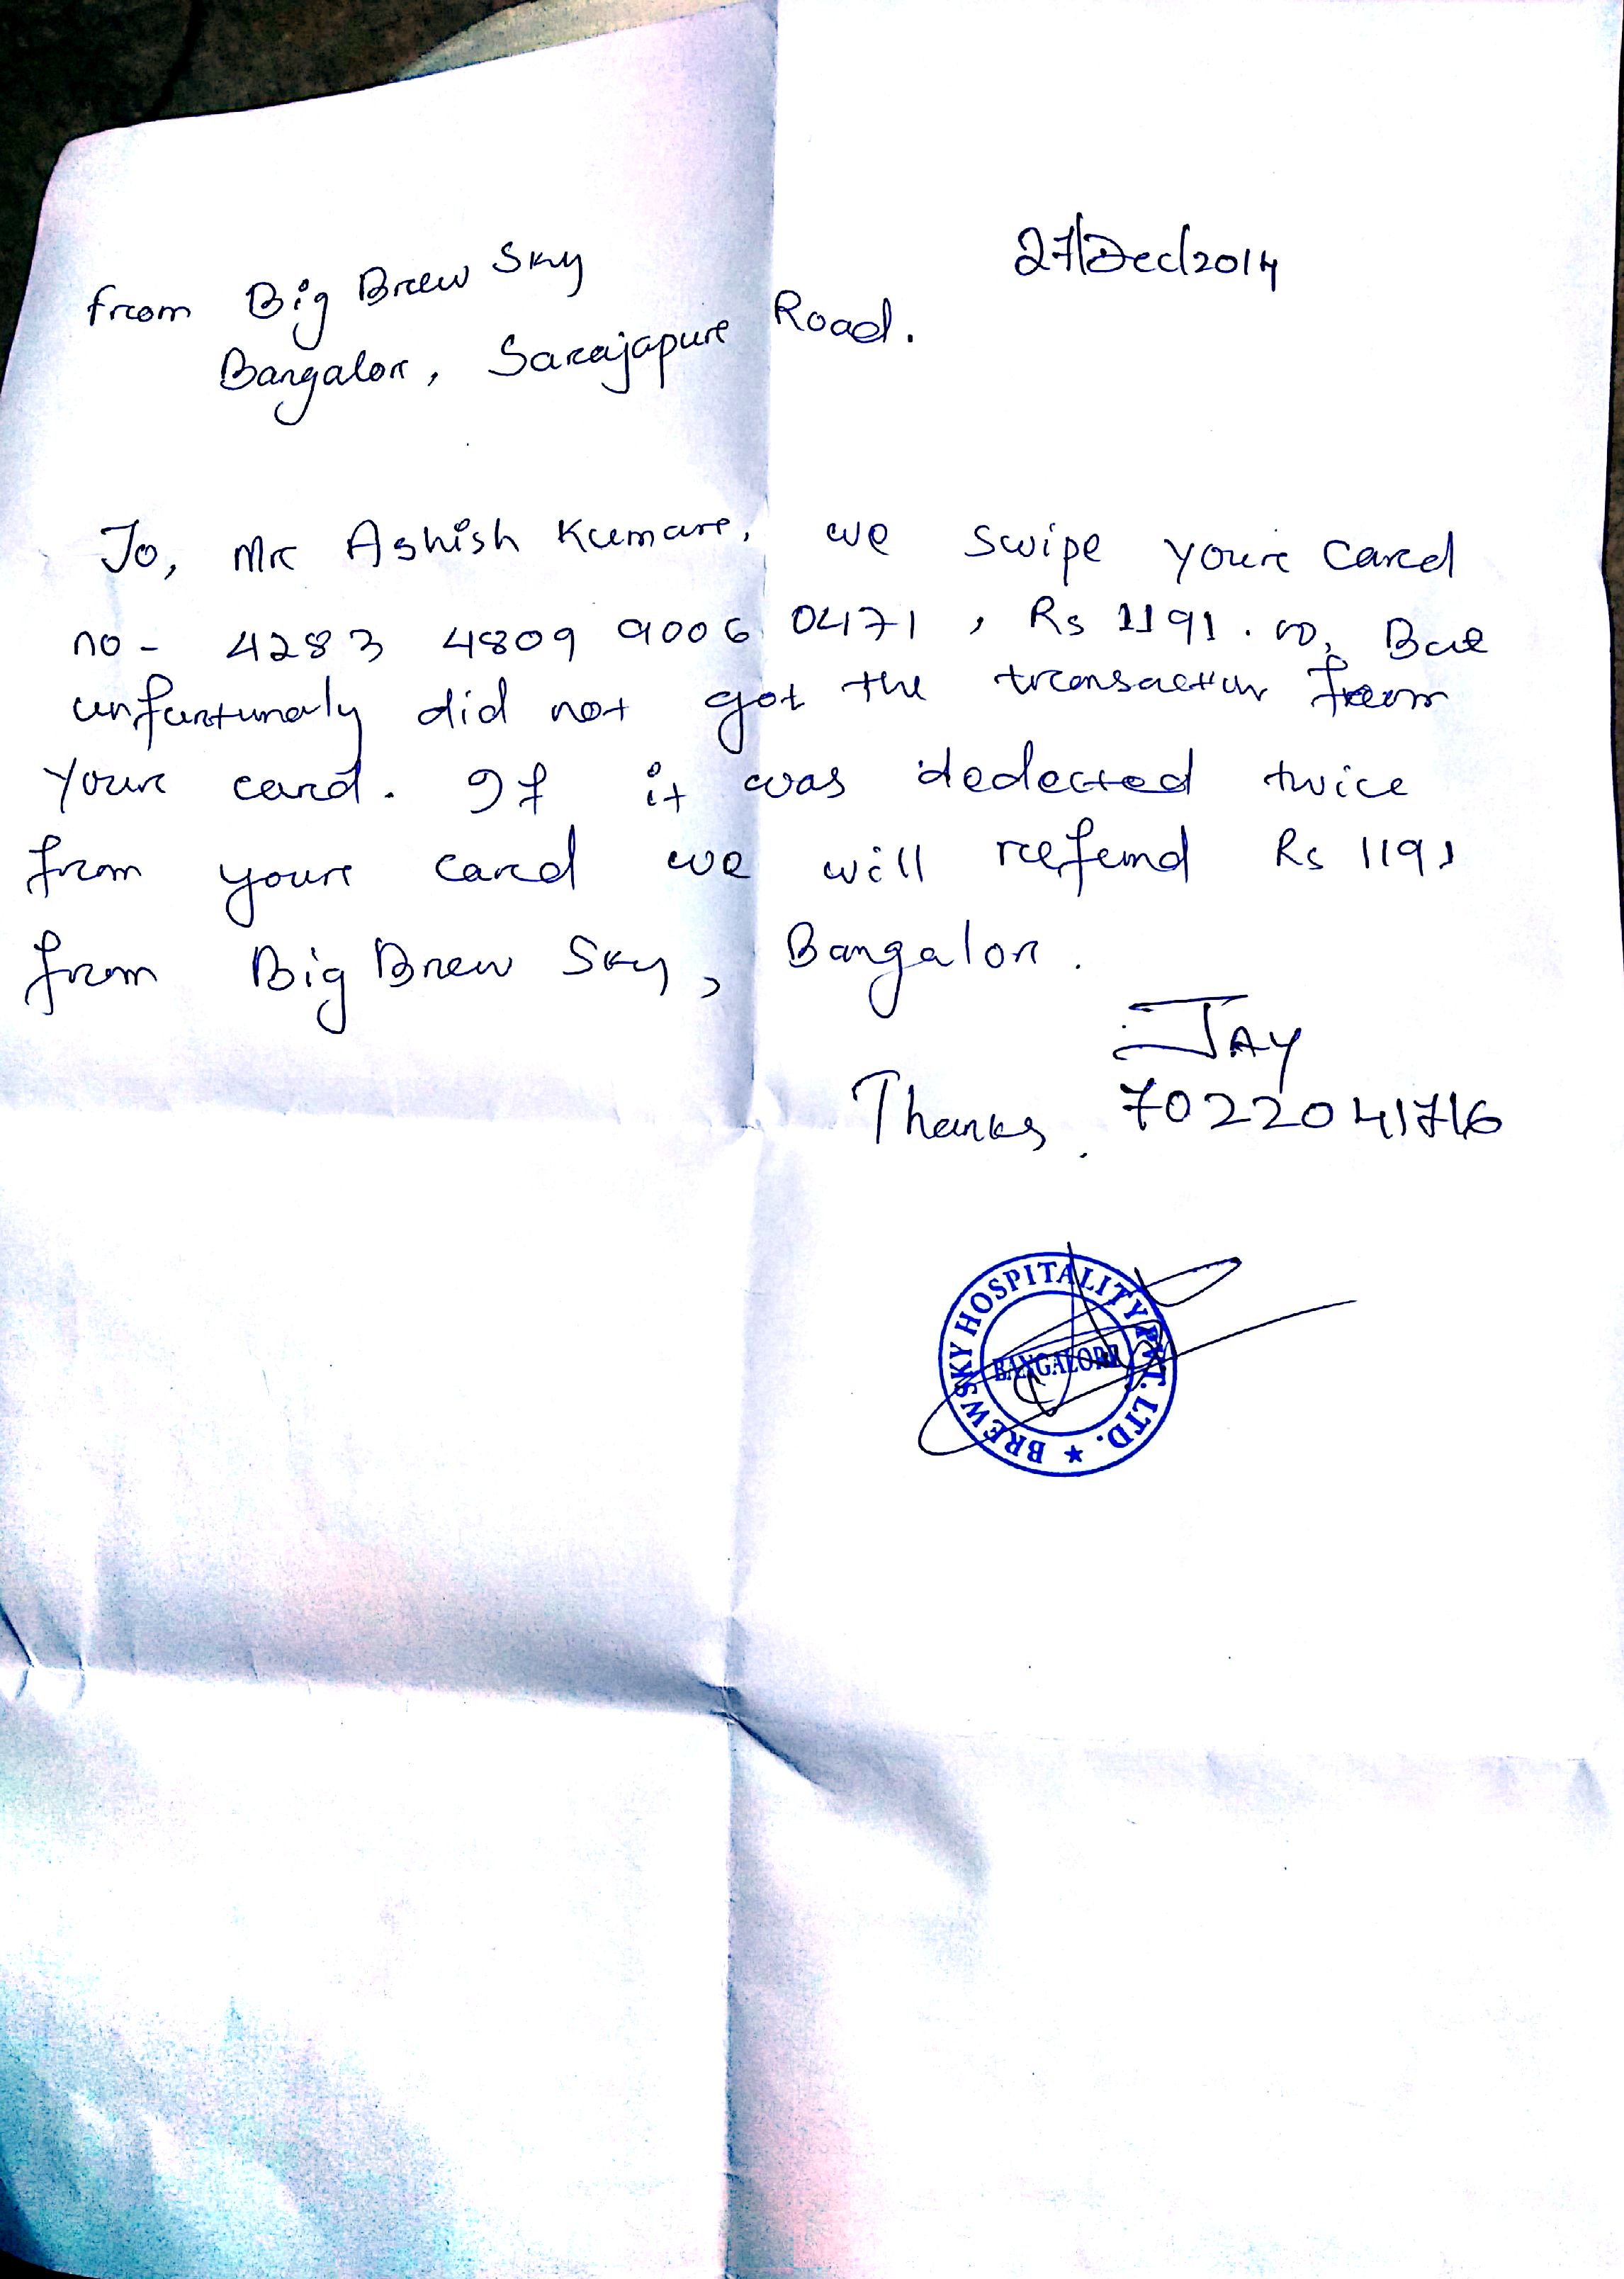 27/Dec/2014
from Big Brew Sky
Bangalor, Sarajapure Road.
To, Mr Ashish Kumar, we swipe your card
no - 4283 4809 9006 0471, Rs 1191.00, But
unfartunaly did not got the transaction from
your card. If it was dedected twice
from your card we will refund Rs 1191
from Big Brew Sky, Bangalor.
JAY
Thanks. 7022041716
BREWSKY HOSPITALITY PVT. LTD. ★
BANGALORE